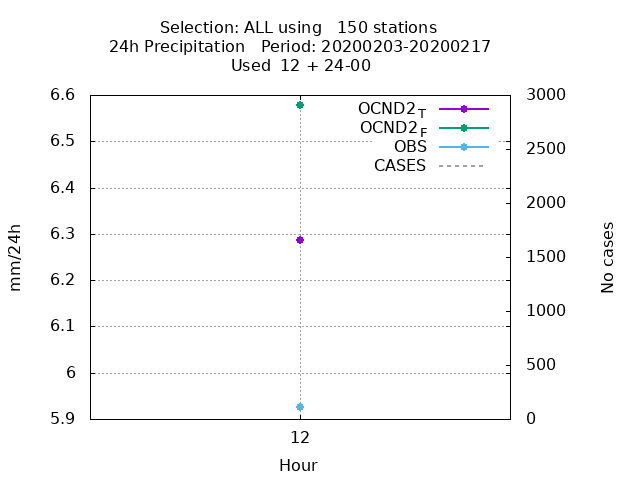 Selection: ALL using   150 stations
24h Precipitation   Period: 20200203-20200217
Used  12 + 24-00
6.6
6.5
6.4
6.3
6.2
6.1
6
5.9
mm/24h
OCND2T
OCND2F
OBS
CASES
3000
2500
2000
1500
1000
500
0
No cases
12
Hour